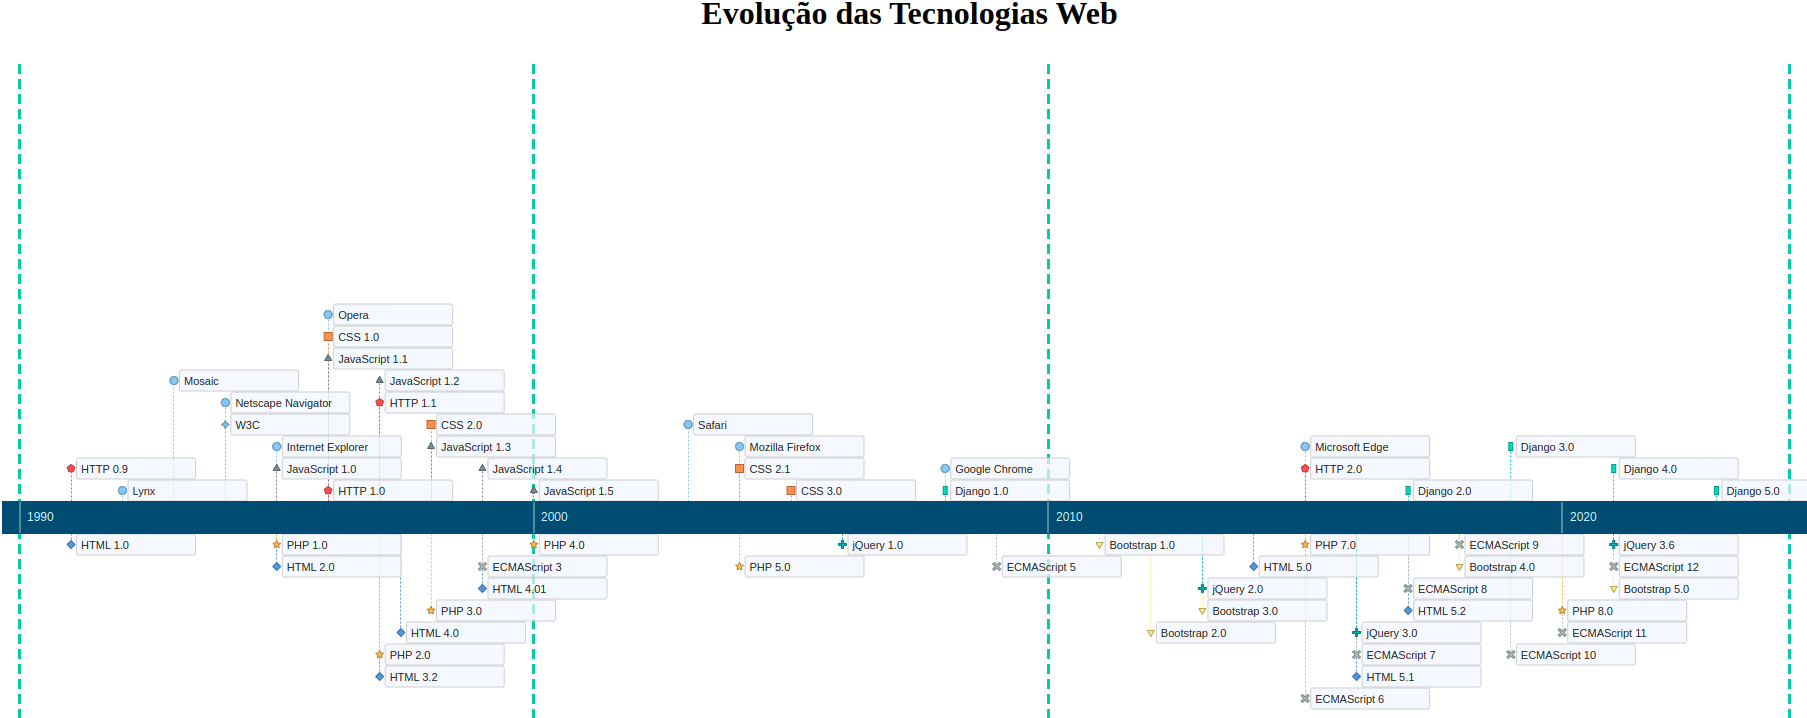 Evolução das Tecnologias Web
Opera
CSS 1.0
JavaScript 1.1
Mosaic
JavaScript 1.2
Netscape Navigator
HTTP 1.1
W3C
CSS 2.0
Safari
Internet Explorer
JavaScript 1.3
Mozilla Firefox
Microsoft Edge
Django 3.0
HTTP 0.9
JavaScript 1.0
JavaScript 1.4
CSS 2.1
Google Chrome
HTTP 2.0
Django 4.0
Lynx
HTTP 1.0
JavaScript 1.5
CSS 3.0
Django 1.0
Django 2.0
Django 5.0
1990
2000
2010
2020
HTML 1.0
PHP 1.0
PHP 4.0
jQuery 1.0
Bootstrap 1.0
PHP 7.0
ECMAScript 9
jQuery 3.6
HTML 2.0
ECMAScript 3
PHP 5.0
ECMAScript 5
HTML 5.0
Bootstrap 4.0
ECMAScript 12
HTML 4.01
jQuery 2.0
ECMAScript 8
Bootstrap 5.0
PHP 3.0
Bootstrap 3.0
HTML 5.2
PHP 8.0
HTML 4.0
Bootstrap 2.0
jQuery 3.0
ECMAScript 11
PHP 2.0
ECMAScript 7
ECMAScript 10
HTML 3.2
HTML 5.1
ECMAScript 6